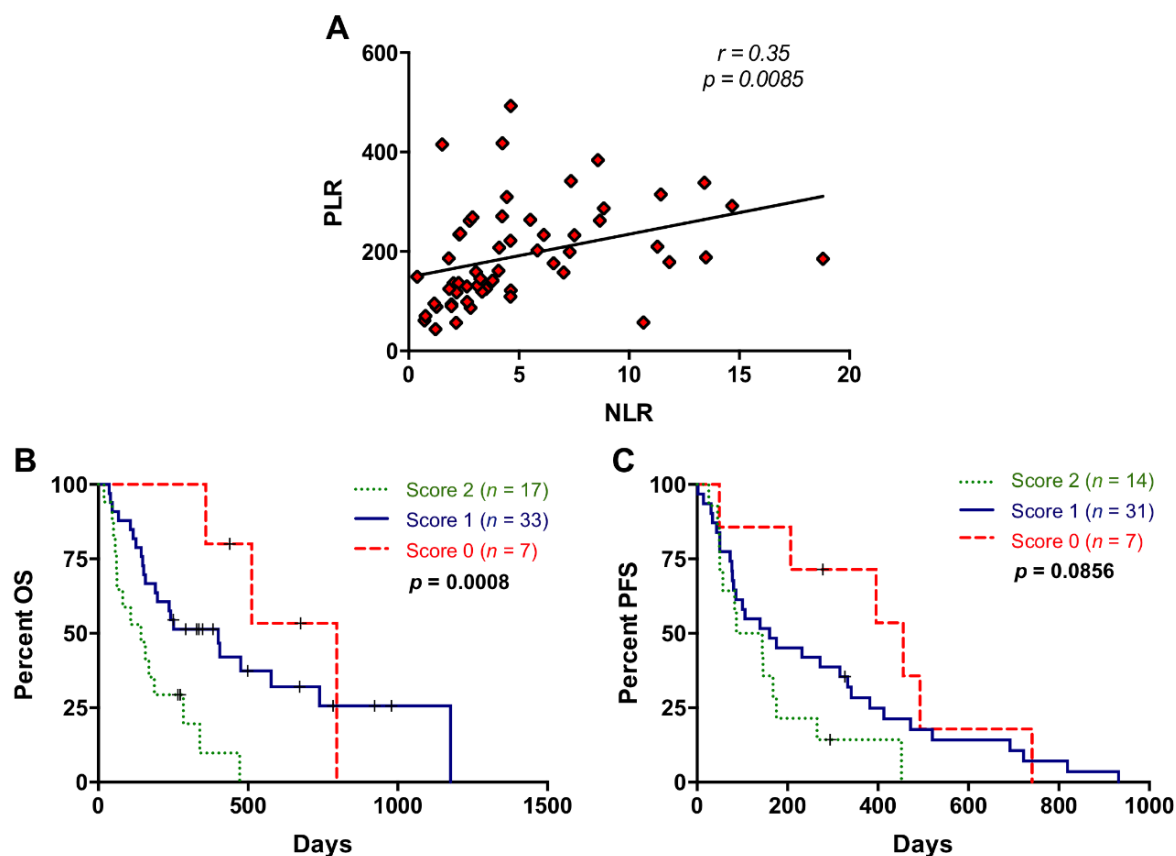 A
600
400
200
0
PLR
r = 0.35
p = 0.0085
0 5 10 15 20
NLR
B
100
75
50
25
0
Percent OS
Score 2 (n = 17)
Score 1 (n = 33)
Score 0 (n = 7)
p = 0.0008
0 500 1000 1500
Days
C
100
75
50
25
0
Percent PFS
Score 2 (n = 14)
Score 1 (n = 31)
Score 0 (n = 7)
p = 0.0856
0 200 400 600 800 1000
Days